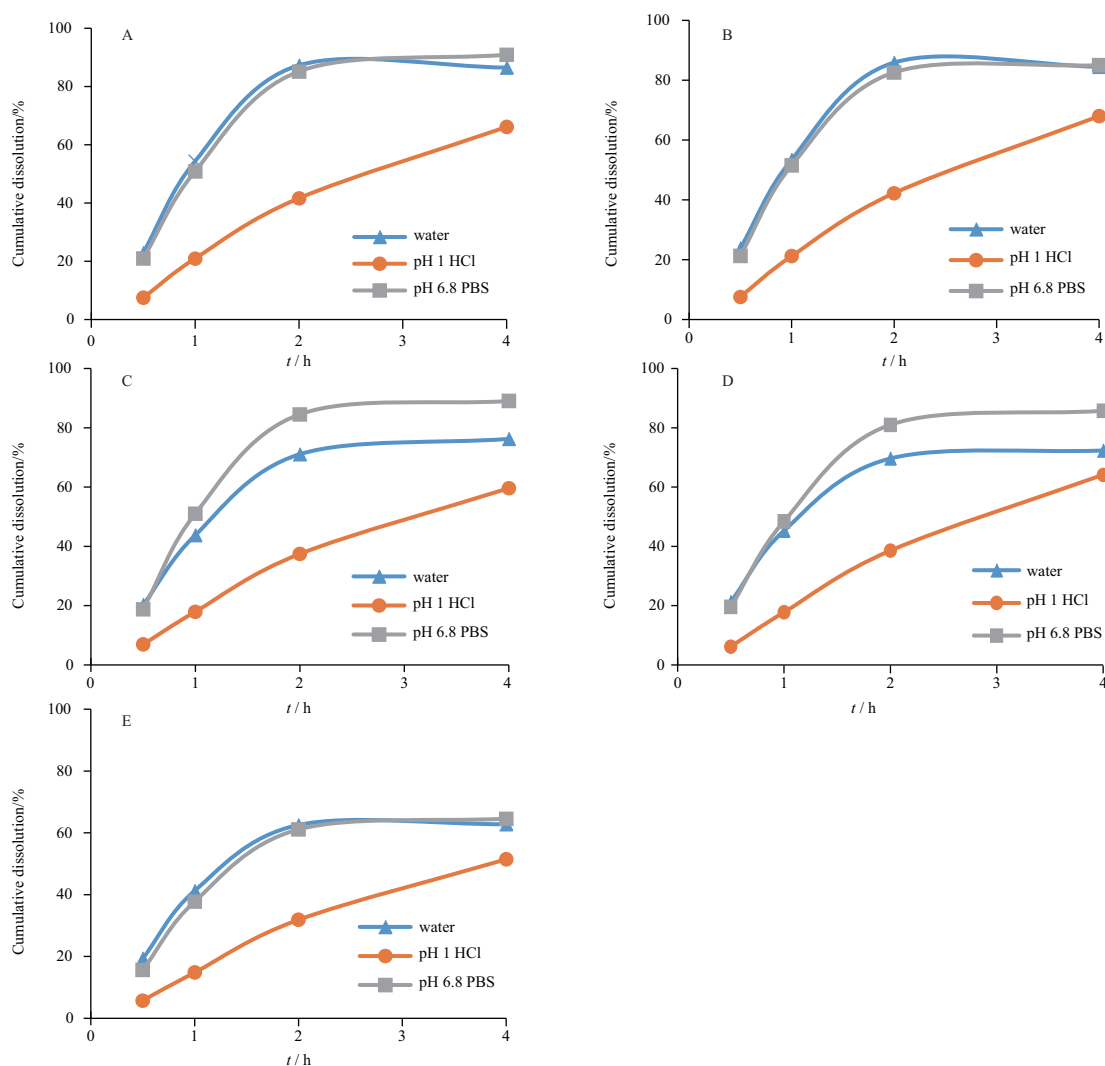 A
Cumulative dissolution/%
100
80
60
40
20
0
water
pH 1 HCl
pH 6.8 PBS
0 1 2 3 4
t / h
B
Cumulative dissolution/%
100
80
60
40
20
0
water
pH 1 HCl
pH 6.8 PBS
0 1 2 3 4
t / h
C
Cumulative dissolution/%
100
80
60
40
20
0
water
pH 1 HCl
pH 6.8 PBS
0 1 2 3 4
t / h
D
Cumulative dissolution/%
100
80
60
40
20
0
water
pH 1 HCl
pH 6.8 PBS
0 1 2 3 4
t / h
E
Cumulative dissolution/%
100
80
60
40
20
0
water
pH 1 HCl
pH 6.8 PBS
0 1 2 3 4
t / h